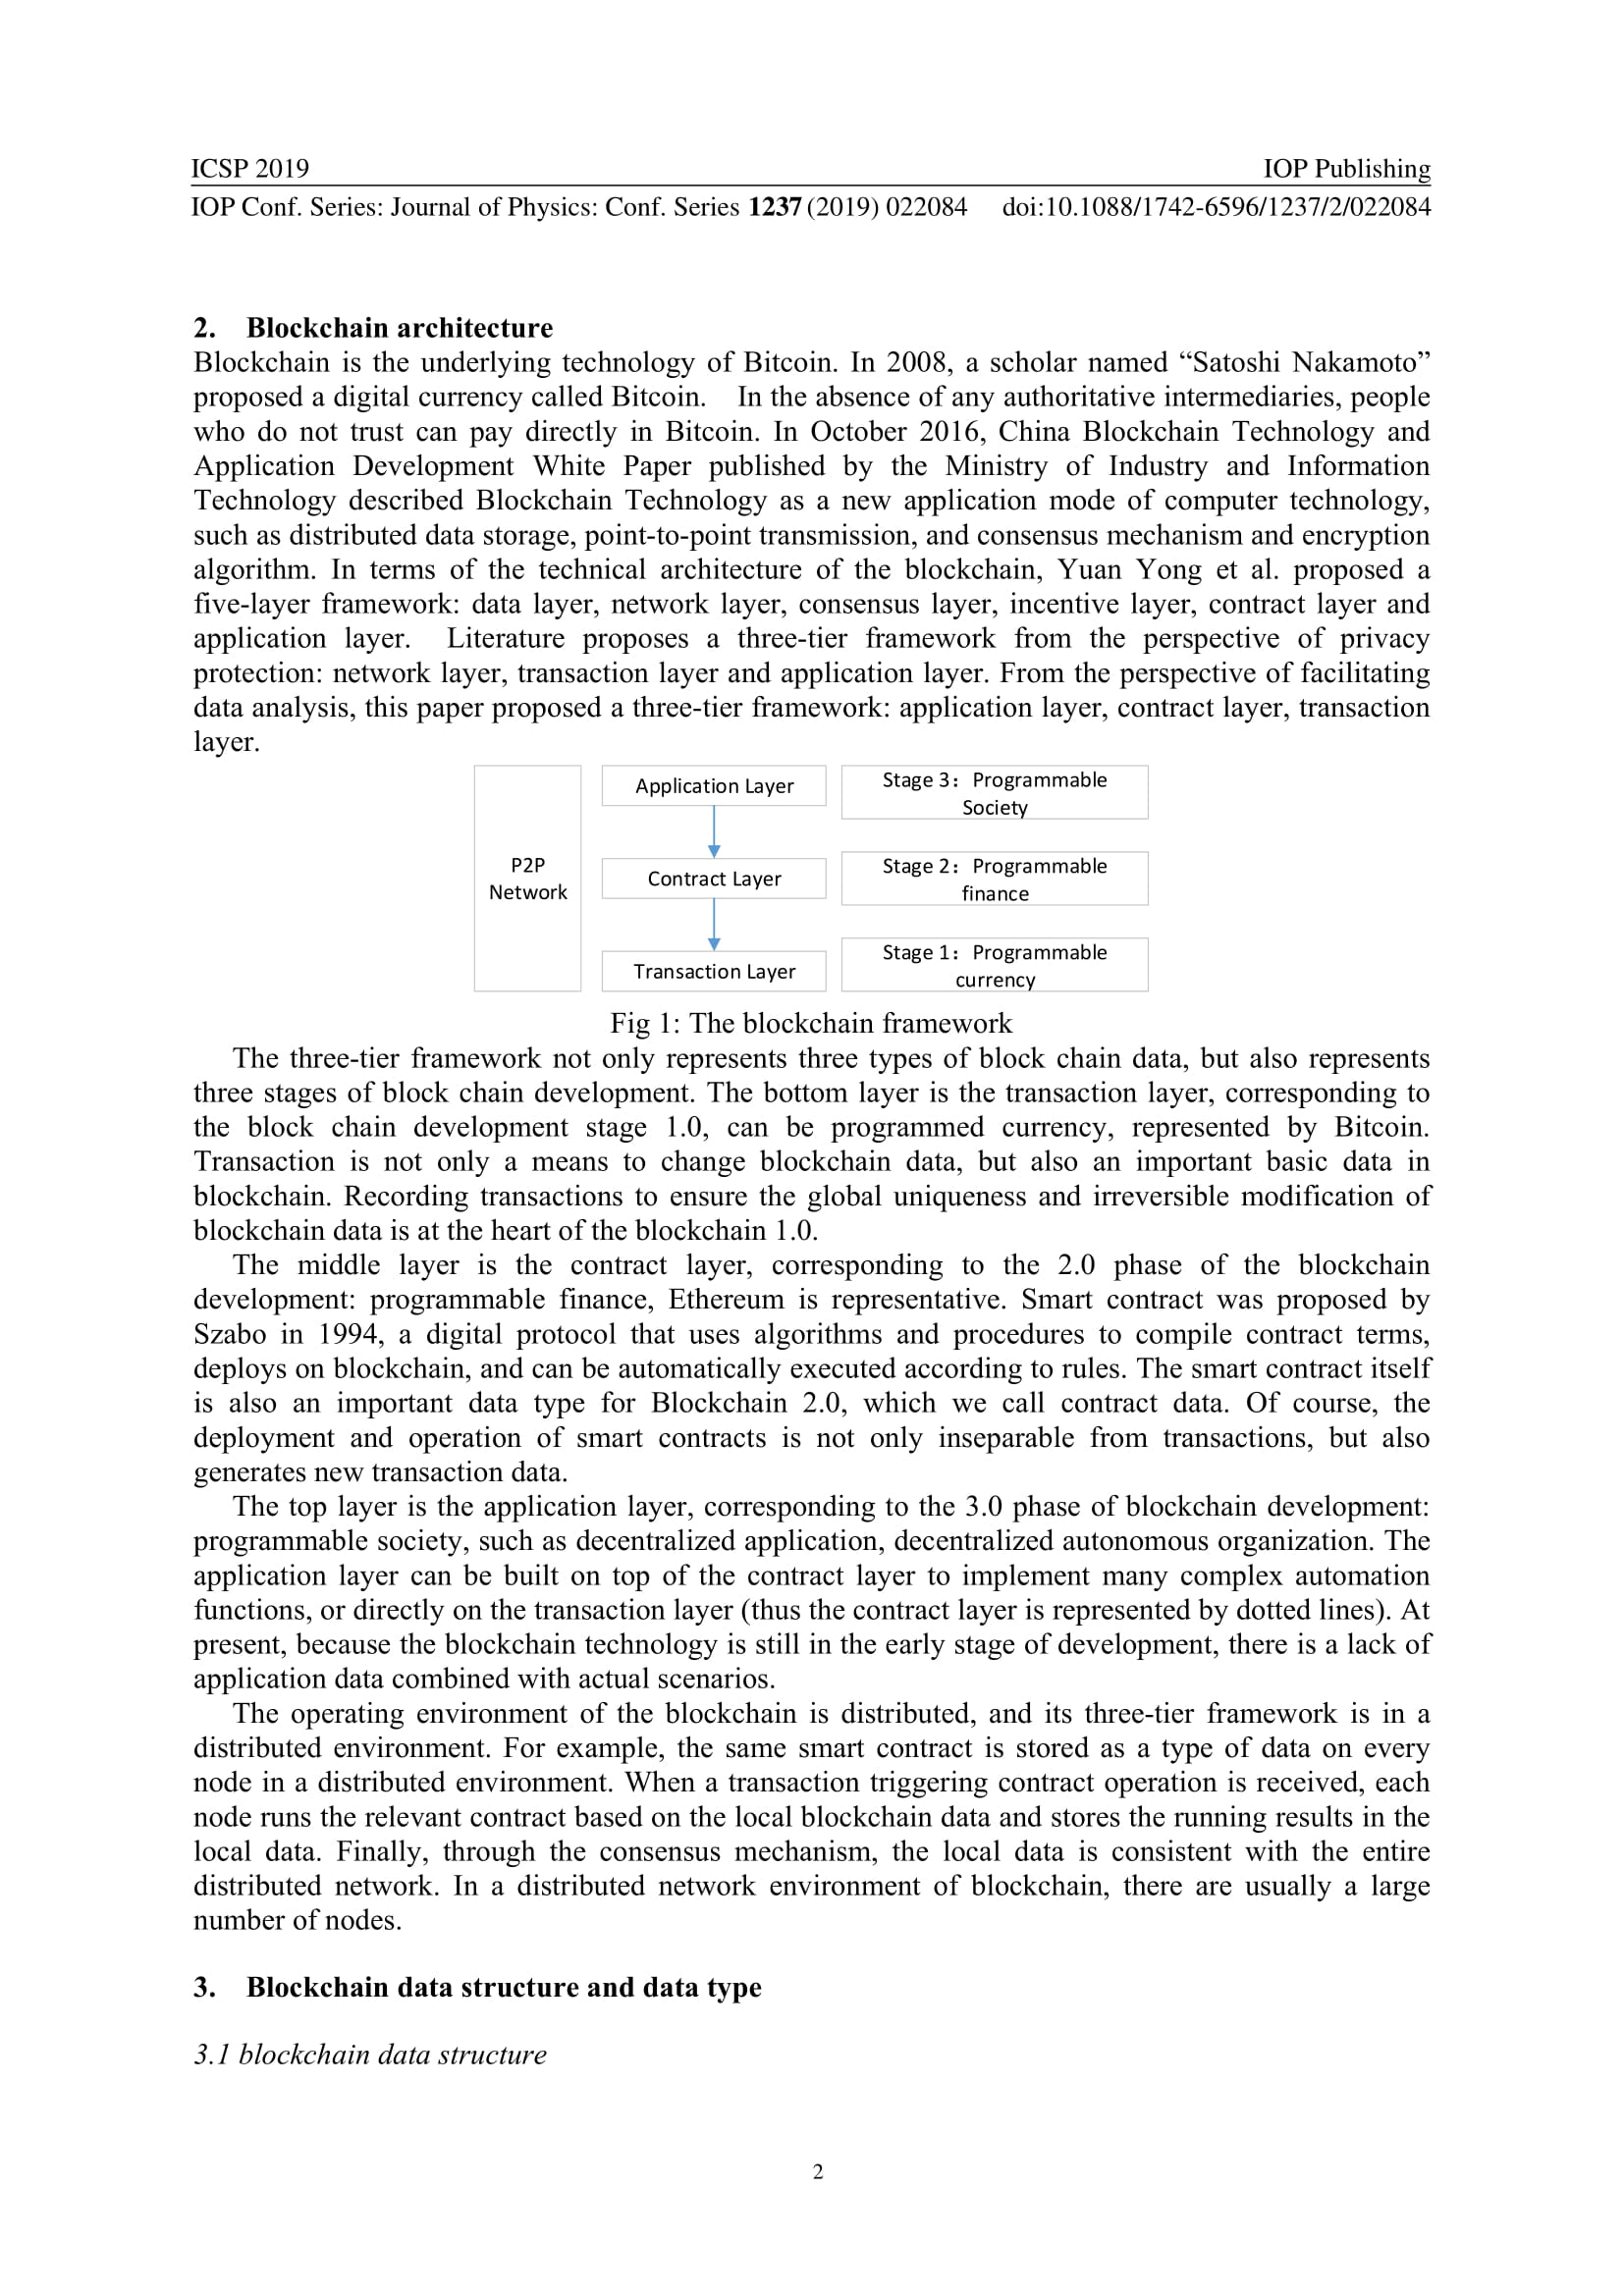 ICSP 2019
IOP Publishing
IOP Conf. Series: Journal of Physics: Conf. Series 1237 (2019) 022084
doi:10.1088/1742-6596/1237/2/022084
2. Blockchain architecture
Blockchain is the underlying technology of Bitcoin. In 2008, a scholar named “Satoshi Nakamoto”
proposed a digital currency called Bitcoin. In the absence of any authoritative intermediaries, people
who do not trust can pay directly in Bitcoin. In October 2016, China Blockchain Technology and
Application Development White Paper published by the Ministry of Industry and Information
Technology described Blockchain Technology as a new application mode of computer technology,
such as distributed data storage, point-to-point transmission, and consensus mechanism and encryption
algorithm. In terms of the technical architecture of the blockchain, Yuan Yong et al. proposed a
five-layer framework: data layer, network layer, consensus layer, incentive layer, contract layer and
application layer. Literature proposes a three-tier framework from the perspective of privacy
protection: network layer, transaction layer and application layer. From the perspective of facilitating
data analysis, this paper proposed a three-tier framework: application layer, contract layer, transaction
layer.
P2P
Network
Application Layer
Contract Layer
Transaction Layer
Stage 3：Programmable
Society
Stage 2：Programmable
finance
Stage 1：Programmable
currency
Fig 1: The blockchain framework
The three-tier framework not only represents three types of block chain data, but also represents
three stages of block chain development. The bottom layer is the transaction layer, corresponding to
the block chain development stage 1.0, can be programmed currency, represented by Bitcoin.
Transaction is not only a means to change blockchain data, but also an important basic data in
blockchain. Recording transactions to ensure the global uniqueness and irreversible modification of
blockchain data is at the heart of the blockchain 1.0.
The middle layer is the contract layer, corresponding to the 2.0 phase of the blockchain
development: programmable finance, Ethereum is representative. Smart contract was proposed by
Szabo in 1994, a digital protocol that uses algorithms and procedures to compile contract terms,
deploys on blockchain, and can be automatically executed according to rules. The smart contract itself
is also an important data type for Blockchain 2.0, which we call contract data. Of course, the
deployment and operation of smart contracts is not only inseparable from transactions, but also
generates new transaction data.
The top layer is the application layer, corresponding to the 3.0 phase of blockchain development:
programmable society, such as decentralized application, decentralized autonomous organization. The
application layer can be built on top of the contract layer to implement many complex automation
functions, or directly on the transaction layer (thus the contract layer is represented by dotted lines). At
present, because the blockchain technology is still in the early stage of development, there is a lack of
application data combined with actual scenarios.
The operating environment of the blockchain is distributed, and its three-tier framework is in a
distributed environment. For example, the same smart contract is stored as a type of data on every
node in a distributed environment. When a transaction triggering contract operation is received, each
node runs the relevant contract based on the local blockchain data and stores the running results in the
local data. Finally, through the consensus mechanism, the local data is consistent with the entire
distributed network. In a distributed network environment of blockchain, there are usually a large
number of nodes.
3. Blockchain data structure and data type
3.1 blockchain data structure
2